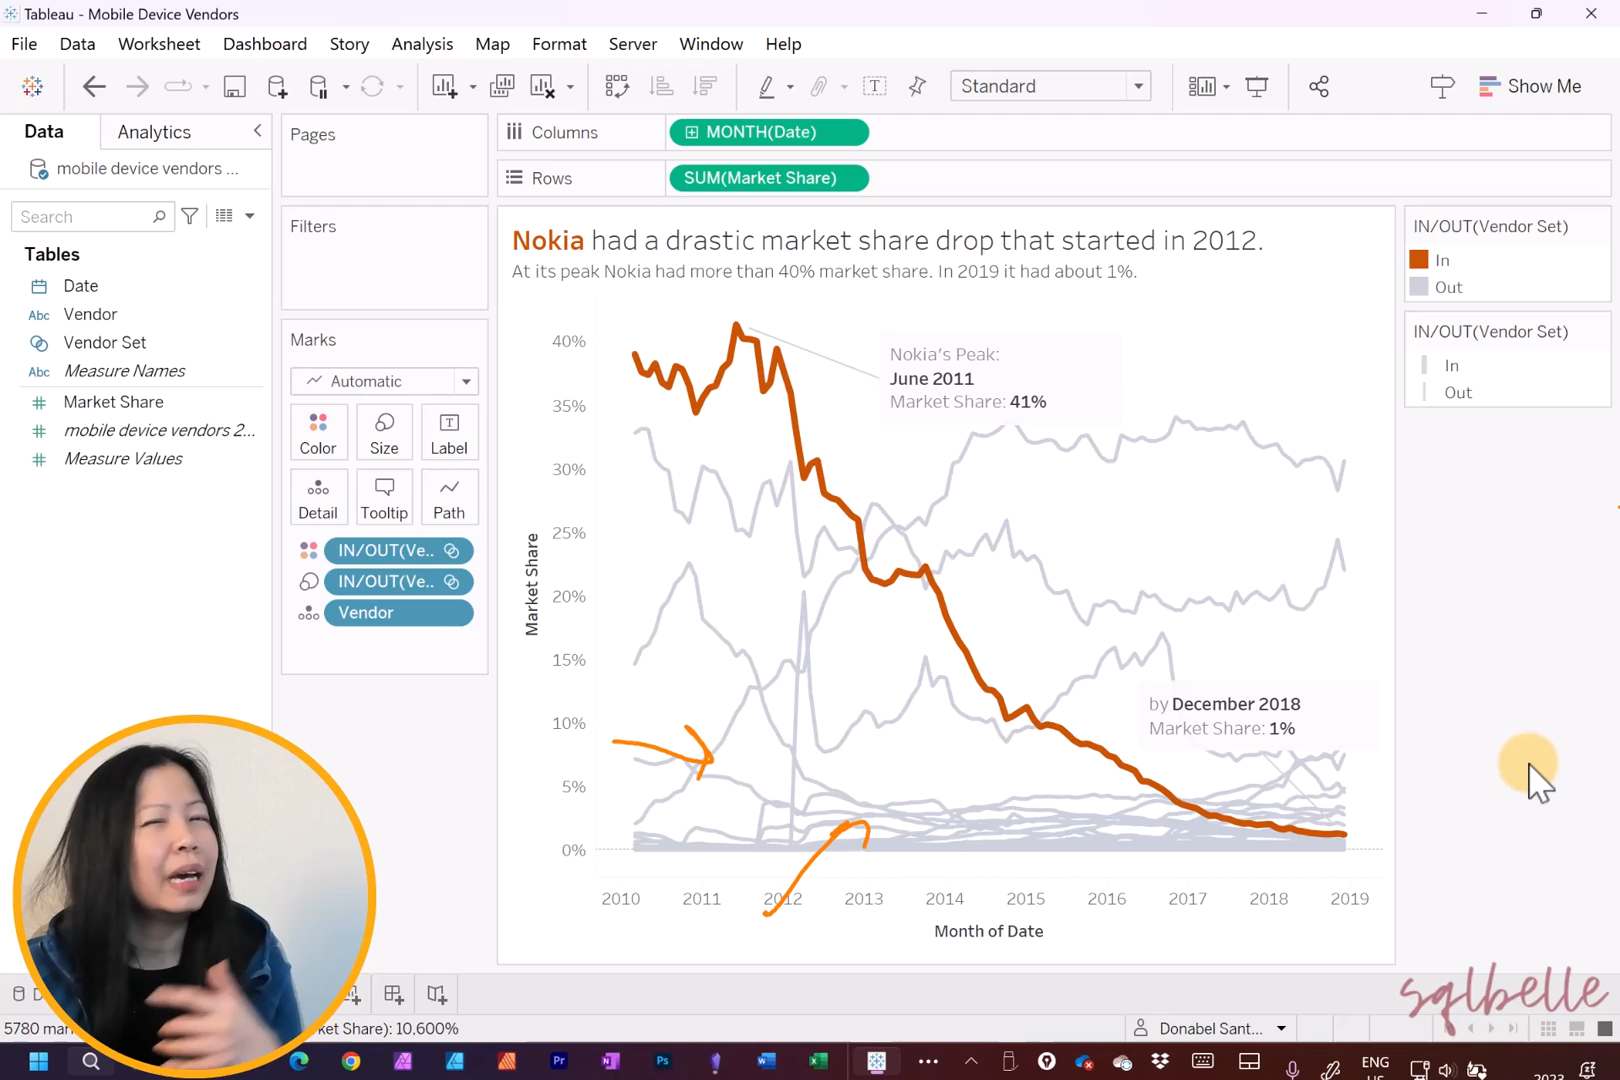 Tableau - Mobile Device Vendors
File Data Worksheet Dashboard Story Analysis Map Format Server Window Help
Standard
Show Me
Data Analytics
mobile device vendors ...
Search
Tables
Date
Abc Vendor
Vendor Set
Abc Measure Names
Market Share
mobile device vendors 2...
Measure Values
Pages
Filters
Marks
Automatic
Color Size Label
Detail Tooltip Path
IN/OUT(Ve..
IN/OUT(Ve..
Vendor
Columns MONTH(Date)
Rows SUM(Market Share)
Nokia had a drastic market share drop that started in 2012.
At its peak Nokia had more than 40% market share. In 2019 it had about 1%.
40%
35%
30%
25%
20%
15%
10%
5%
0%
Market Share
Nokia's Peak:
June 2011
Market Share: 41%
by December 2018
Market Share: 1%
2010 2011 2012 2013 2014 2015 2016 2017 2018 2019
Month of Date
IN/OUT(Vendor Set)
In
Out
IN/OUT(Vendor Set)
In
Out
sqlbelle
5780 mar
ket Share): 10,600%
Donabel Sant...
Pr
Ps
ENG